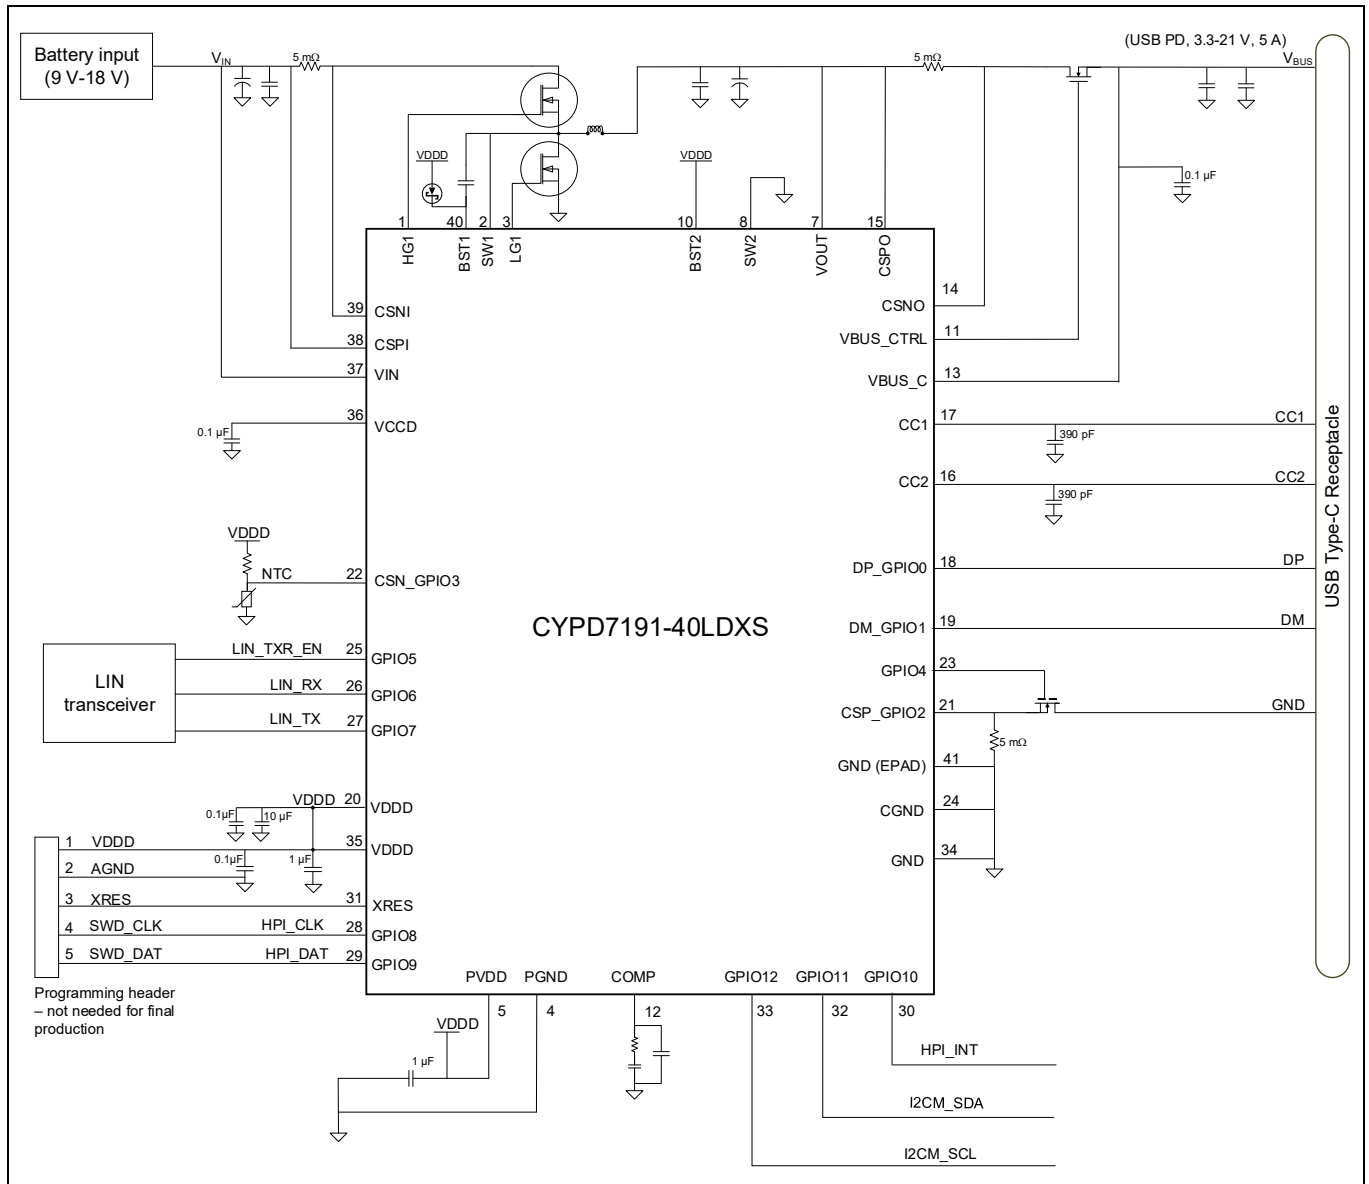 Battery input
(9 V-18 V)
VIN
5 mΩ
5 mΩ
(USB PD, 3.3-21 V, 5 A)
VBUS
VDDD
VDDD
0.1 µF
1
40
2
3
10
8
7
15
HG1
BST1
SW1
LG1
BST2
SW2
VOUT
CSPO
39
CSNI
38
CSPI
37
VIN
36
VCCD
0.1 µF
VDDD
NTC
22
CSN_GPIO3
LIN
transceiver
LIN_TXR_EN
25
GPIO5
LIN_RX
26
GPIO6
LIN_TX
27
GPIO7
VDDD
20
VDDD
0.1µF
10 µF
35
VDDD
0.1µF
1 µF
1
VDDD
2
AGND
3
XRES
31
XRES
4
SWD_CLK
HPI_CLK
28
GPIO8
5
SWD_DAT
HPI_DAT
29
GPIO9
Programming header
– not needed for final
production
CYPD7191-40LDXS
CSNO
14
VBUS_CTRL
11
VBUS_C
13
CC1
17
CC1
390 pF
CC2
16
CC2
390 pF
DP_GPIO0
18
DP
DM_GPIO1
19
DM
GPIO4
23
CSP_GPIO2
21
GND
5 mΩ
GND (EPAD)
41
CGND
24
GND
34
USB Type-C Receptacle
PVDD
PGND
COMP
GPIO12
GPIO11
GPIO10
5
4
12
33
32
30
VDDD
1 µF
HPI_INT
I2CM_SDA
I2CM_SCL